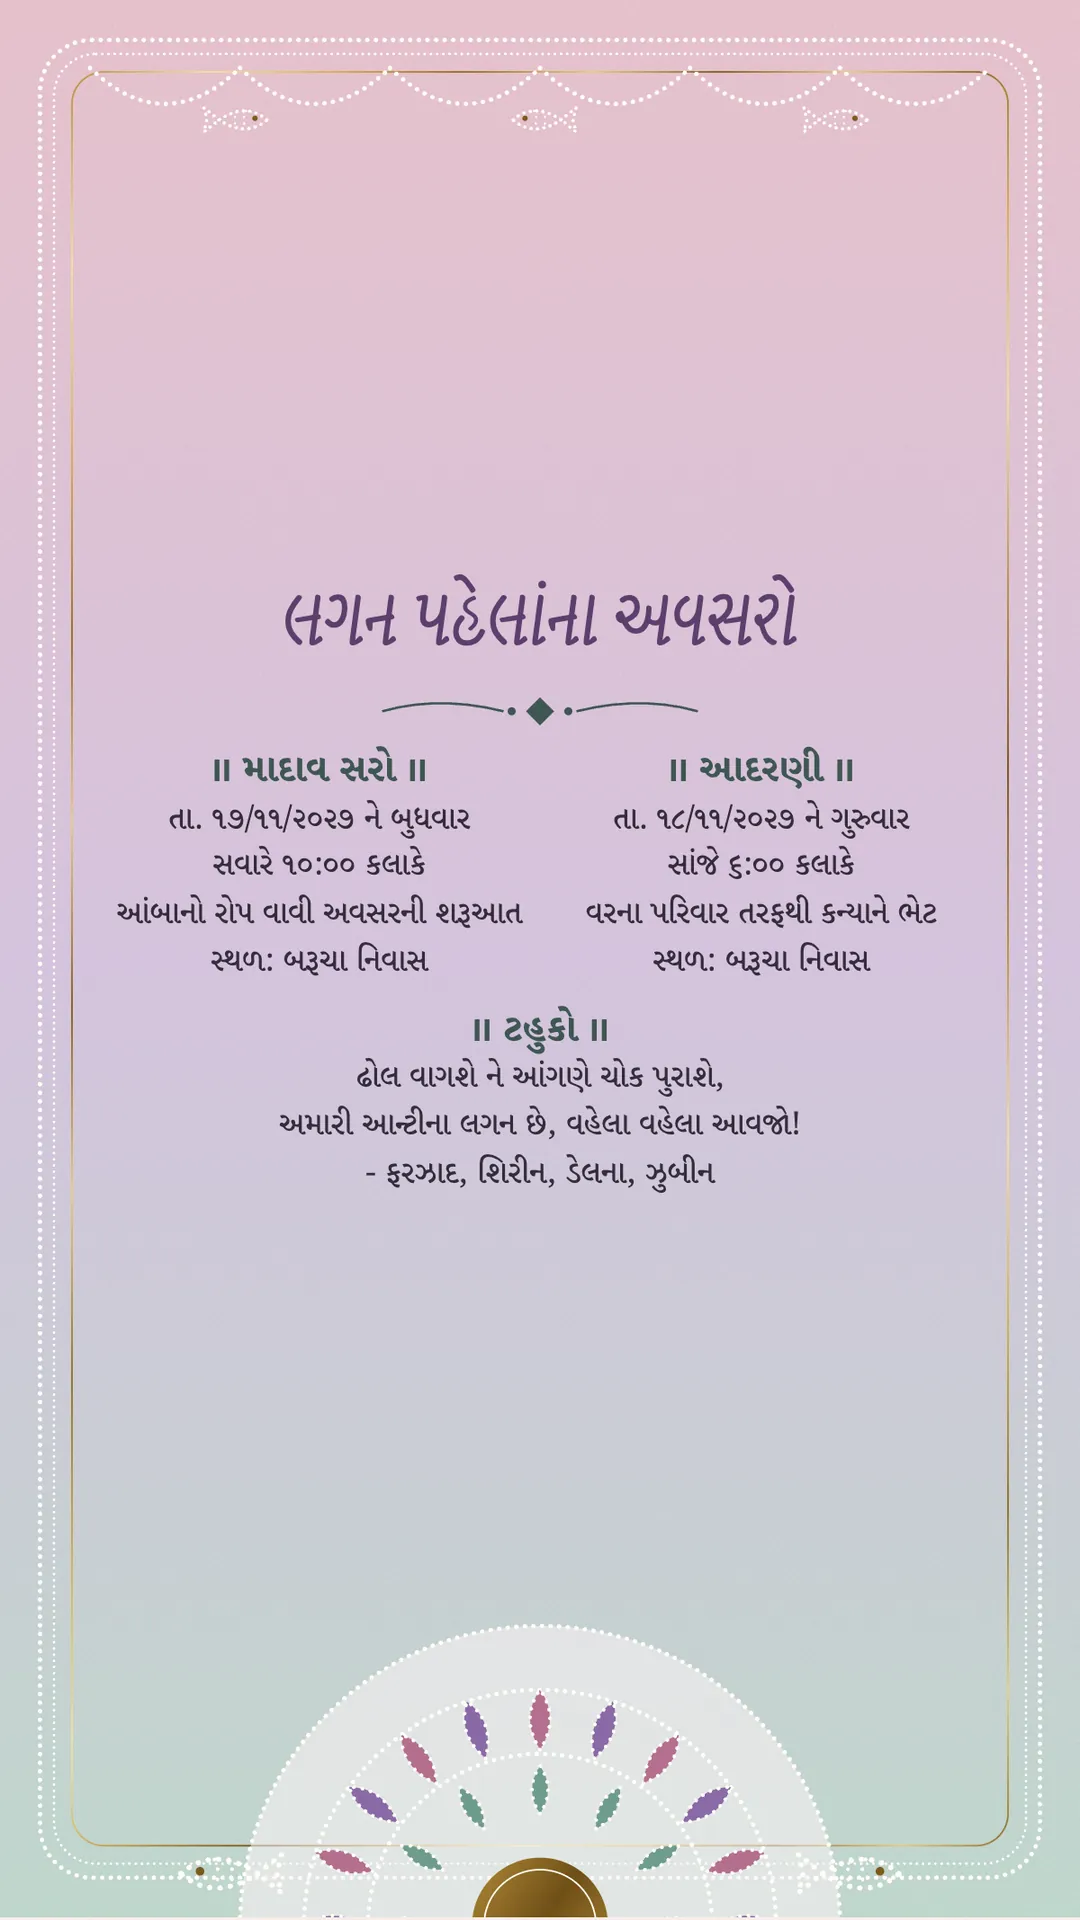 લગન પહેલાંના અવસરો
॥ માદાવ સરો ॥
તા. ૧૭/૧૧/૨૦૨૭ ને બુધવાર
સવારે ૧૦:૦૦ કલાકે
આંબાનો રોપ વાવી અવસરની શરૂઆત
સ્થળ: બરૂચા નિવાસ
॥ આદરણી ॥
તા. ૧૮/૧૧/૨૦૨૭ ને ગુરુવાર
સાંજે ૬:૦૦ કલાકે
વરના પરિવાર તરફથી કન્યાને ભેટ
સ્થળ: બરૂચા નિવાસ
॥ ટહુકો ॥
ઢોલ વાગશે ને આંગણે ચોક પુરાશે,
અમારી આન્ટીના લગન છે, વહેલા વહેલા આવજો!
- ફરઝાદ, શિરીન, ડેલના, ઝુબીન